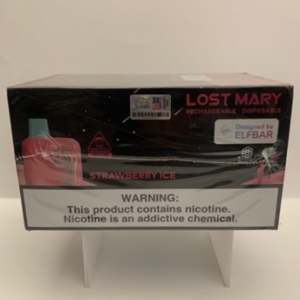 LOST MARY
RECHARGEABLE DISPOSABLE
Designed by
ELFBAR
STRAWBERRY ICE
WARNING:
This product contains nicotine.
Nicotine is an addictive chemical.